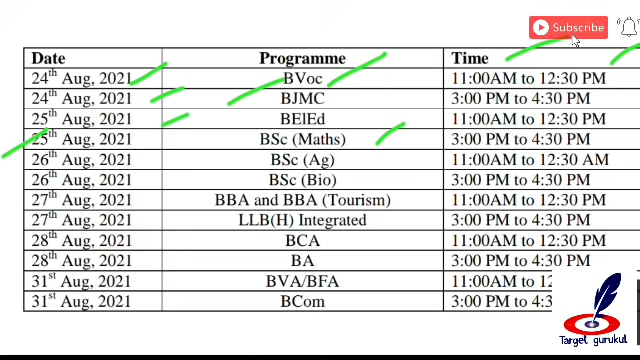 Subscribe
Date Programme Time
24th Aug, 2021 BVoc 11:00AM to 12:30 PM
24th Aug, 2021 BJMC 3:00 PM to 4:30 PM
25th Aug, 2021 BElEd 11:00AM to 12:30 PM
25th Aug, 2021 BSc (Maths) 3:00 PM to 4:30 PM
26th Aug, 2021 BSc (Ag) 11:00AM to 12:30 AM
26th Aug, 2021 BSc (Bio) 3:00 PM to 4:30 PM
27th Aug, 2021 BBA and BBA (Tourism) 11:00AM to 12:30 PM
27th Aug, 2021 LLB(H) Integrated 3:00 PM to 4:30 PM
28th Aug, 2021 BCA 11:00AM to 12:30 PM
28th Aug, 2021 BA 3:00 PM to 4:30 PM
31st Aug, 2021 BVA/BFA 11:00AM to
31st Aug, 2021 BCom 3:00 PM to
Target gurukul